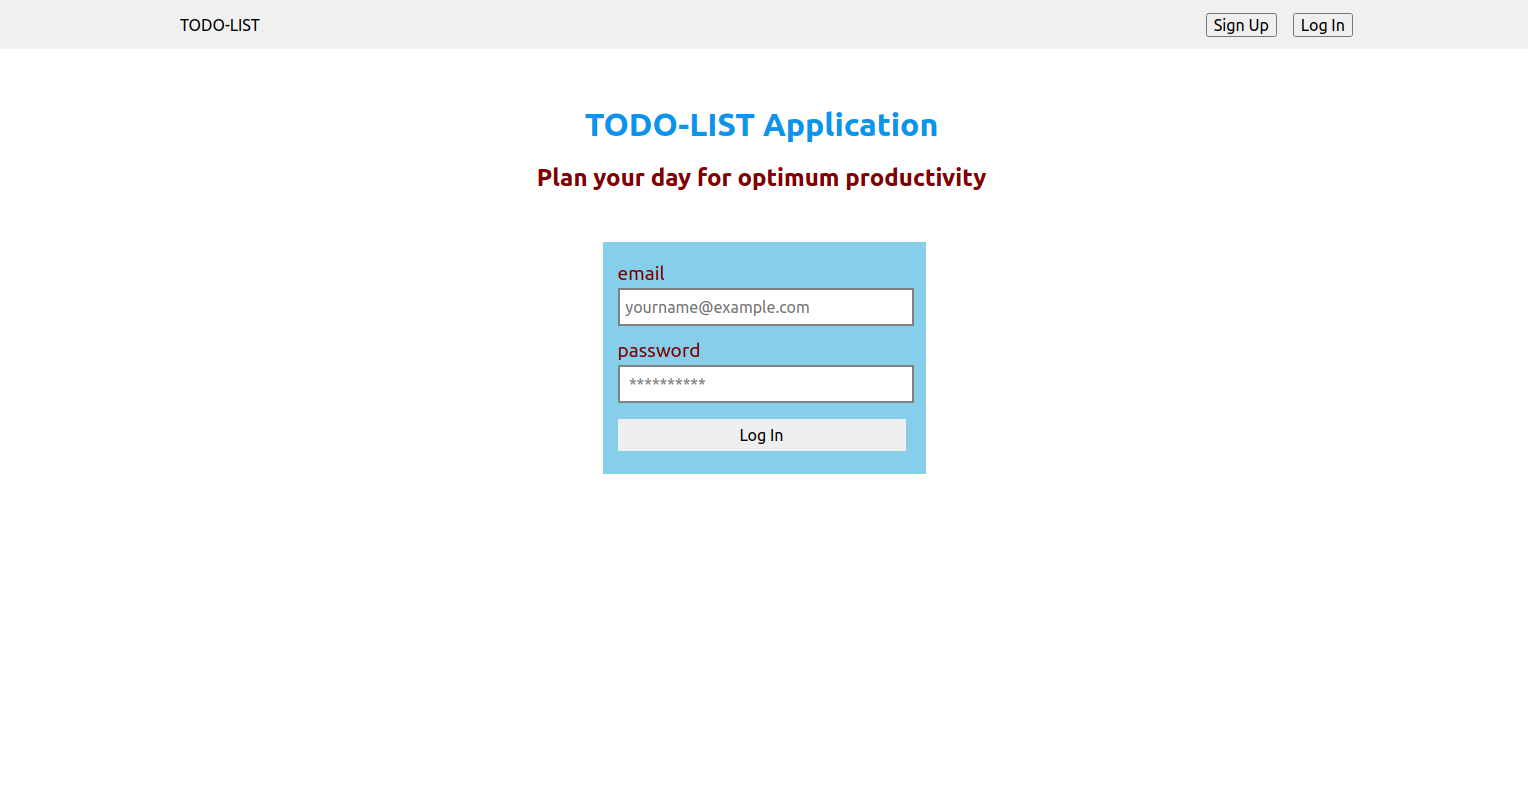 TODO-LIST Sign Up Log In
TODO-LIST Application
Plan your day for optimum productivity
email
yourname@example.com
password
**********
Log In